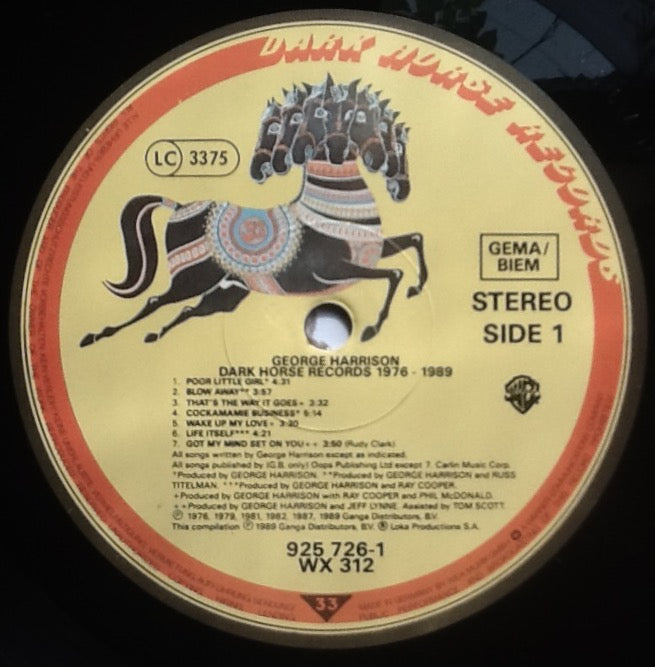 DARK HORSE RECORDS
LC 3375
GEMA/
BIEM
STEREO
SIDE 1
GEORGE HARRISON
DARK HORSE RECORDS 1976 - 1989
1. POOR LITTLE GIRL* 4:31
2. BLOW AWAY** 3:57
3. THAT'S THE WAY IT GOES+ 3:32
4. COCKAMAMIE BUSINESS* 5:14
5. WAKE UP MY LOVE+ 3:30
6. LIFE ITSELF*** 4:21
7. GOT MY MIND SET ON YOU++ 3:50 (Rudy Clark)
All songs written by George Harrison except as indicated.
All songs published by (G.B. only) Oops Publishing Ltd except 7. Carlin Music Corp.
*Produced by GEORGE HARRISON. **Produced by GEORGE HARRISON and RUSS
TITELMAN. ***Produced by GEORGE HARRISON and RAY COOPER.
+Produced by GEORGE HARRISON with RAY COOPER and PHIL McDONALD.
++Produced by GEORGE HARRISON and JEFF LYNNE. Assisted by TOM SCOTT.
℗ 1976, 1979, 1981, 1982, 1987, 1989 Ganga Distributors, B.V.
This compilation ℗ 1989 Ganga Distributors, B.V. ® Loka Productions S.A.
925 726-1
WX 312
33
MADE IN GERMANY